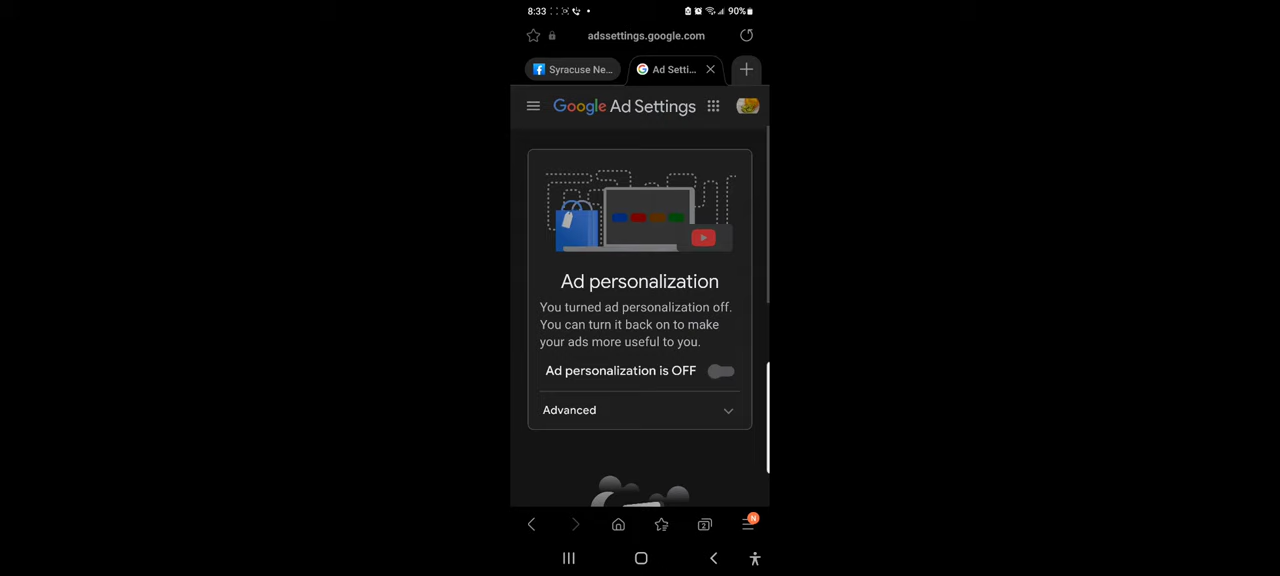 8:33 90%
adssettings.google.com
Syracuse Ne... Ad Setti...
Google Ad Settings
Ad personalization
You turned ad personalization off.
You can turn it back on to make
your ads more useful to you.
Ad personalization is OFF
Advanced
2 N